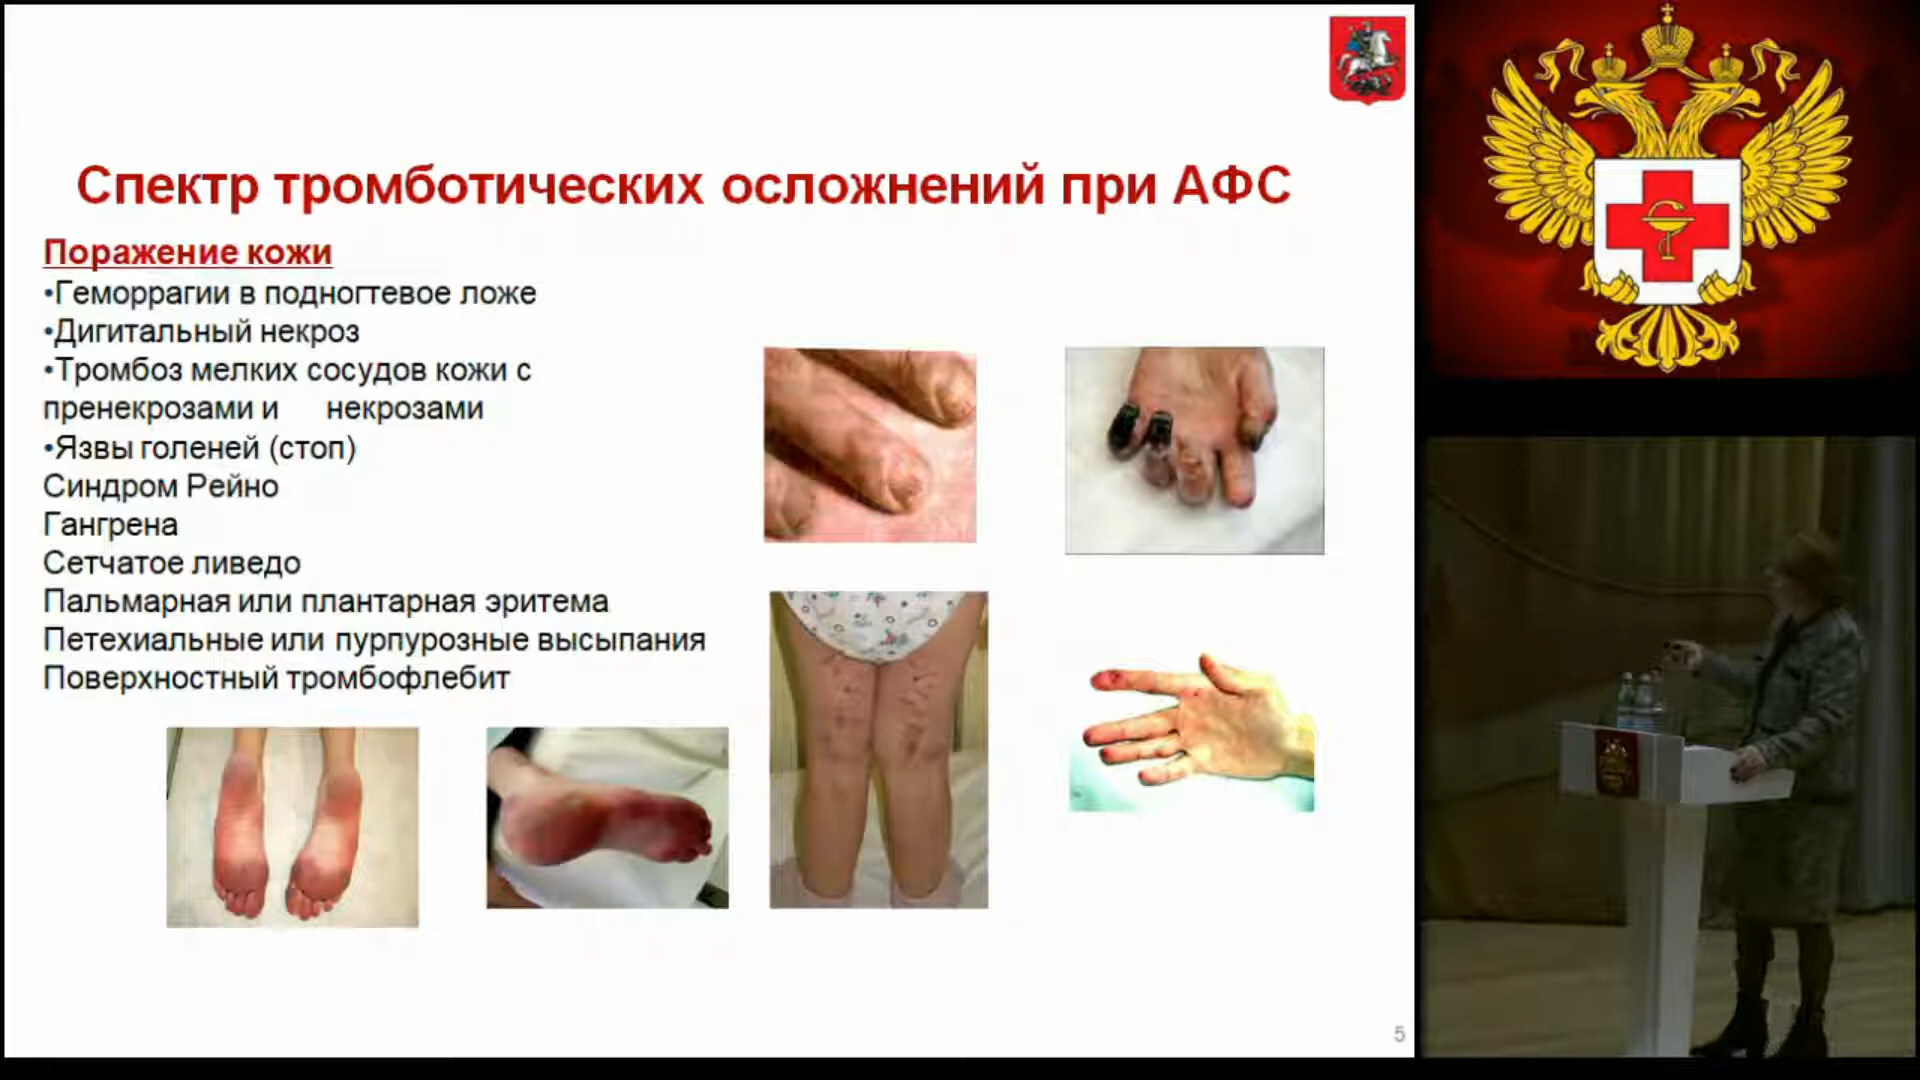 Спектр тромботических осложнений при АФС
Поражение кожи
•Геморрагии в подногтевое ложе
•Дигитальный некроз
•Тромбоз мелких сосудов кожи с
пренекрозами и некрозами
•Язвы голеней (стоп)
Синдром Рейно
Гангрена
Сетчатое ливедо
Пальмарная или плантарная эритема
Петехиальные или пурпурозные высыпания
Поверхностный тромбофлебит
5